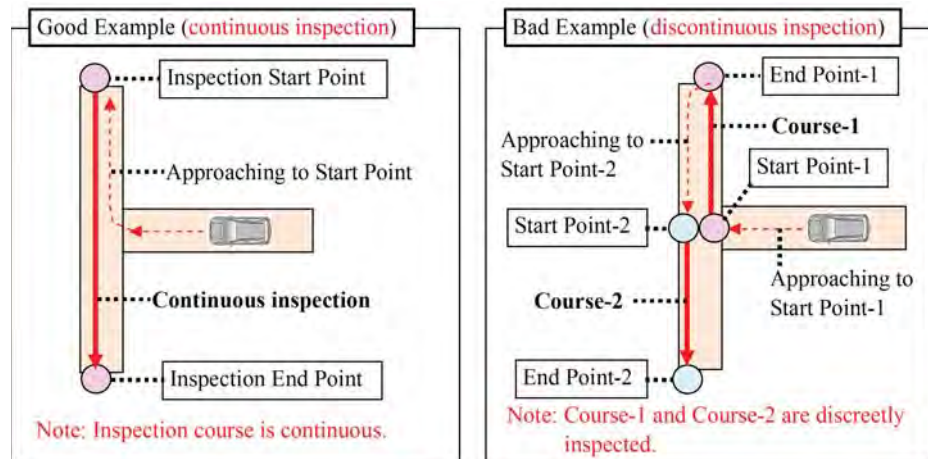 Good Example (continuous inspection)
Inspection Start Point
Approaching to Start Point
Continuous inspection
Inspection End Point
Note: Inspection course is continuous.
Bad Example (discontinuous inspection)
End Point-1
Course-1
Approaching to
Start Point-2
Start Point-1
Start Point-2
Approaching to
Start Point-1
Course-2
End Point-2
Note: Course-1 and Course-2 are discreetly
inspected.